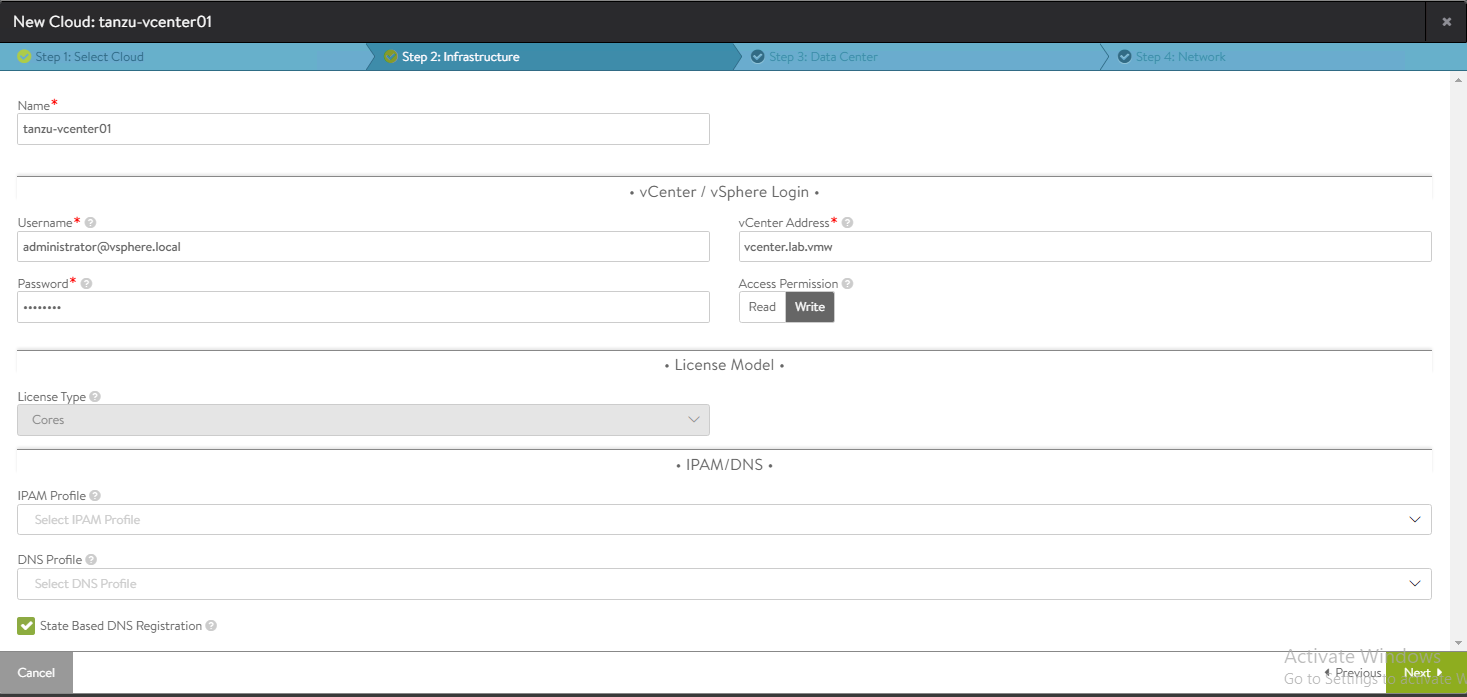 New Cloud: tanzu-vcenter01 ×
Step 1: Select Cloud Step 2: Infrastructure Step 3: Data Center Step 4: Network
Name*
tanzu-vcenter01
• vCenter / vSphere Login •
Username* ? vCenter Address* ?
administrator@vsphere.local vcenter.lab.vmw
Password* ? Access Permission ?
•••••••• Read Write
• License Model •
License Type ?
Cores
• IPAM/DNS •
IPAM Profile ?
Select IPAM Profile
DNS Profile ?
Select DNS Profile
State Based DNS Registration ?
Activate Windows
Cancel Previous Next
Go to Settings to activate W